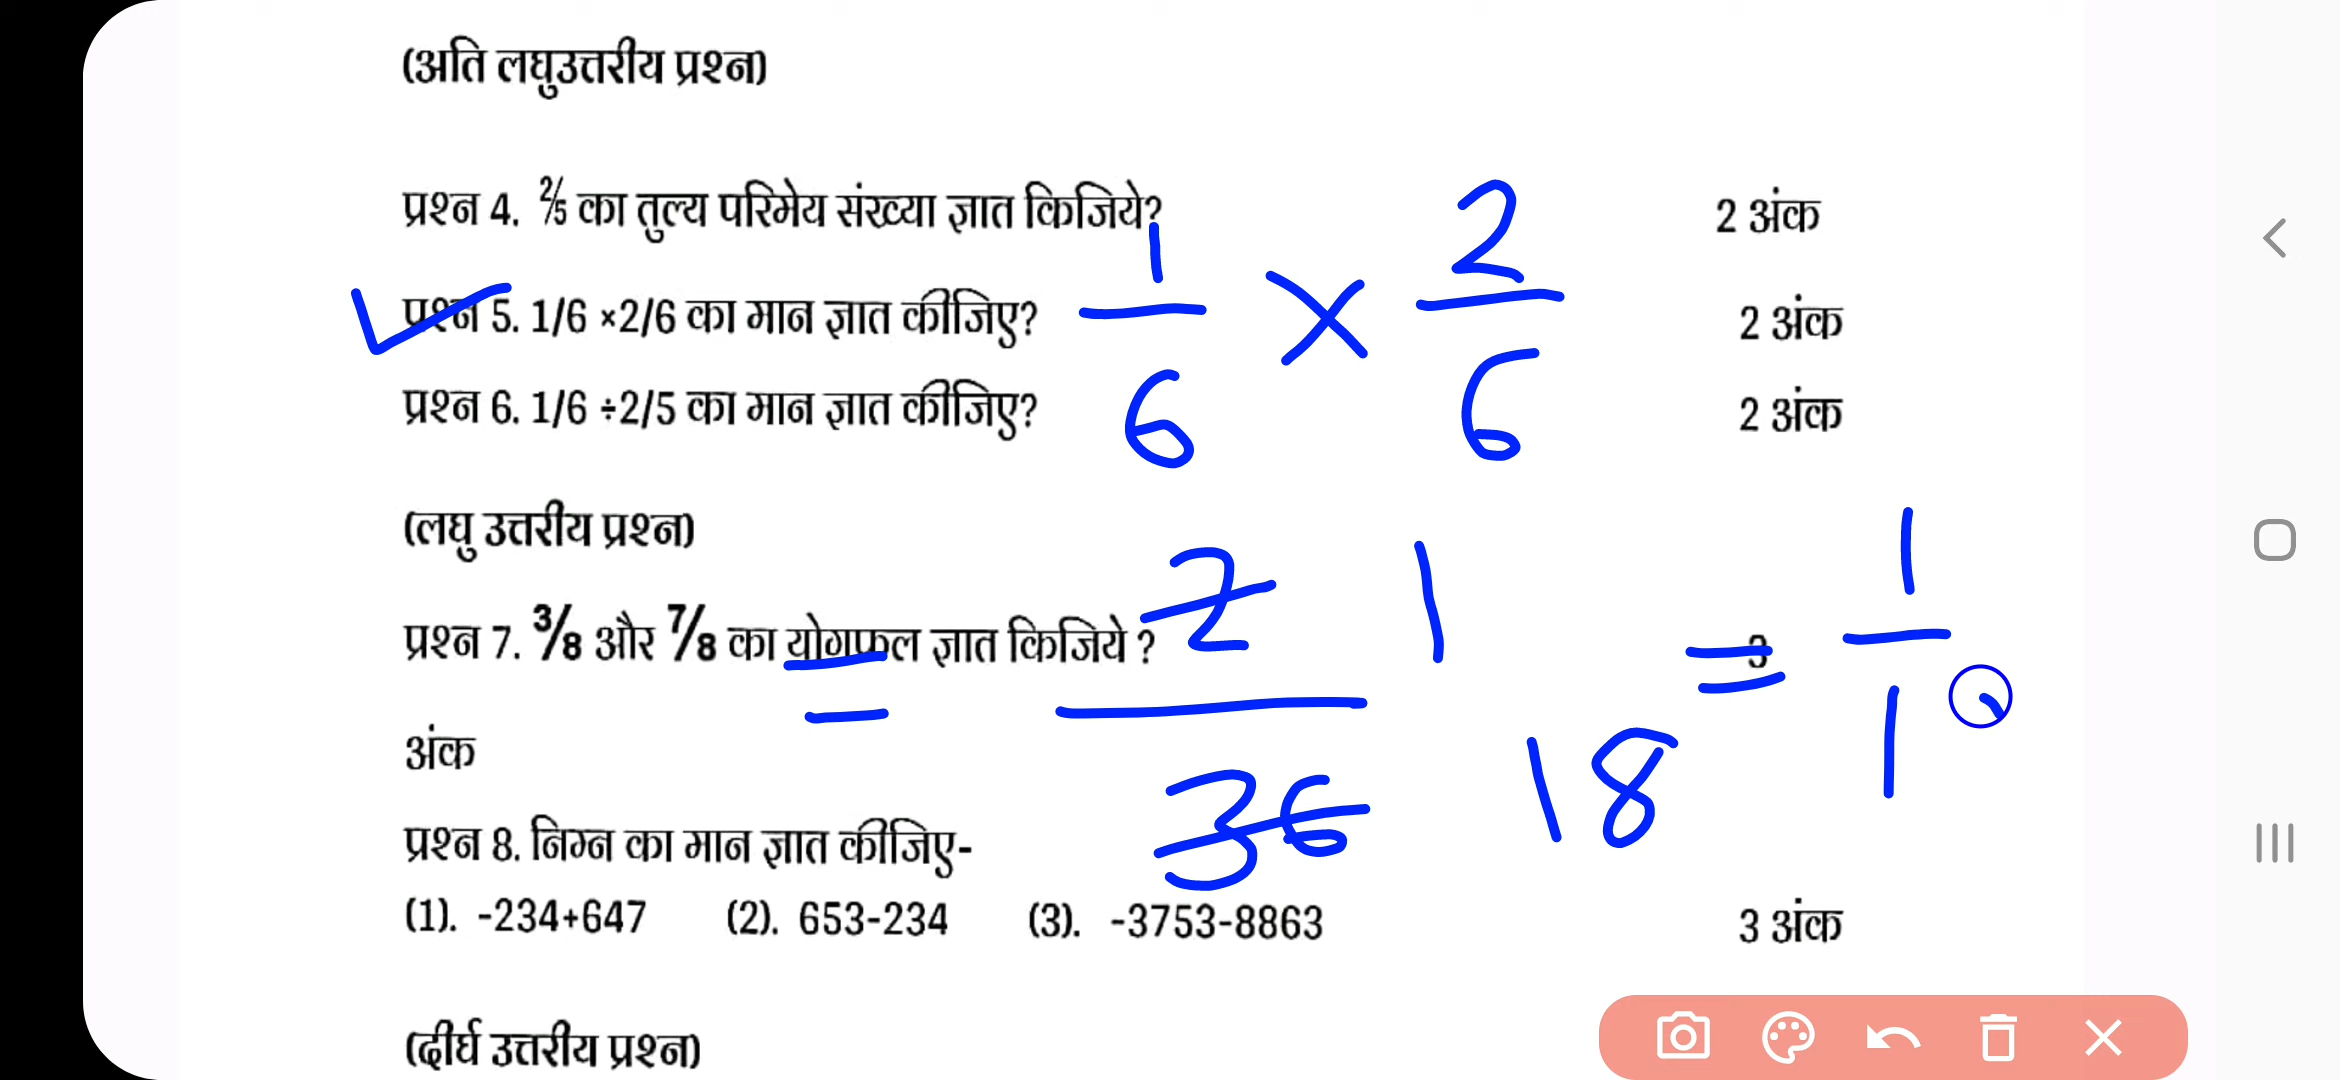 (अति लघुउत्तरीय प्रश्न)
प्रश्न 4. 2/5 का तुल्य परिमेय संख्या ज्ञात किजिये? 2 अंक
प्रश्न 5. 1/6 ×2/6 का मान ज्ञात कीजिए? 2 अंक
1/6 × 2/6
प्रश्न 6. 1/6 ÷2/5 का मान ज्ञात कीजिए? 2 अंक
(लघु उत्तरीय प्रश्न)
प्रश्न 7. 3/8 और 7/8 का योगफल ज्ञात किजिये ? 3
अंक
2 1
36 18 = 1/1
प्रश्न 8. निम्न का मान ज्ञात कीजिए-
(1). -234+647 (2). 653-234 (3). -3753-8863 3 अंक
(दीर्घ उत्तरीय प्रश्न)